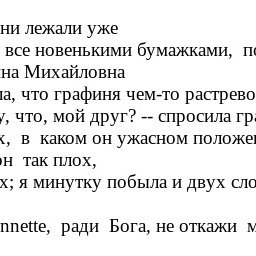 ни лежали уже
все новенькими бумажками, по
на Михайловна
а, что графиня чем-то растрево
у, что, мой друг? -- спросила гра
х, в каком он ужасном положе
он так плох,
х; я минутку побыла и двух сло
nnette, ради Бога, не откажи м